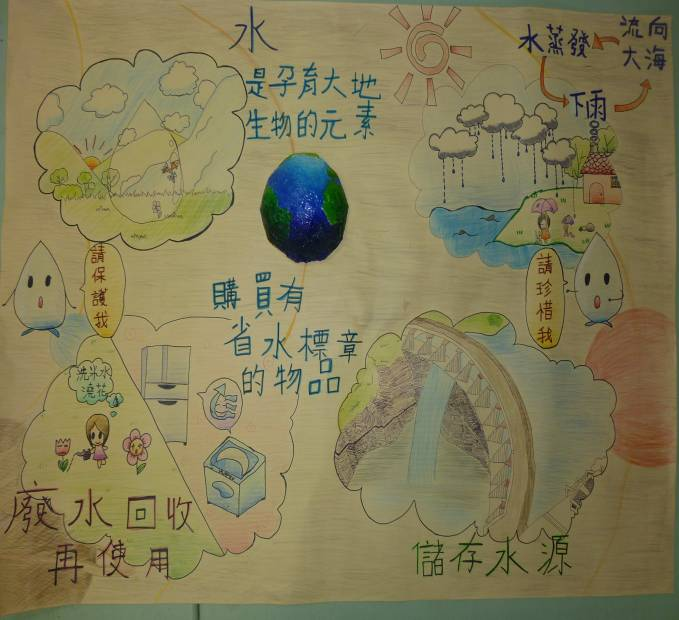 水
是孕育大地
生物的元素
水蒸發
流向
大海
下雨
請保護我
請珍惜我
購買有
省水標章
的物品
洗米水
澆花
廢水回收
再使用
儲存水源